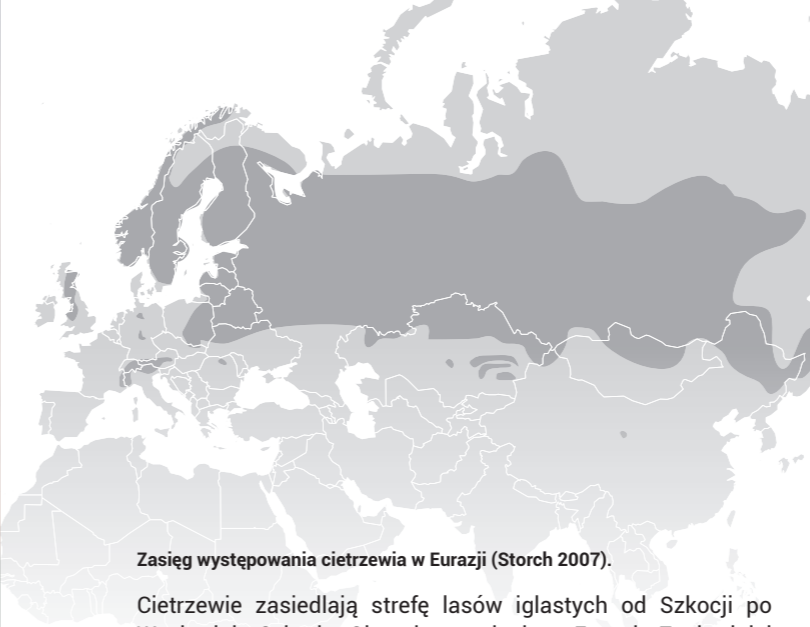 Zasięg występowania cietrzewia w Eurazji (Storch 2007).
Cietrzewie zasiedlają strefę lasów iglastych od Szkocji po